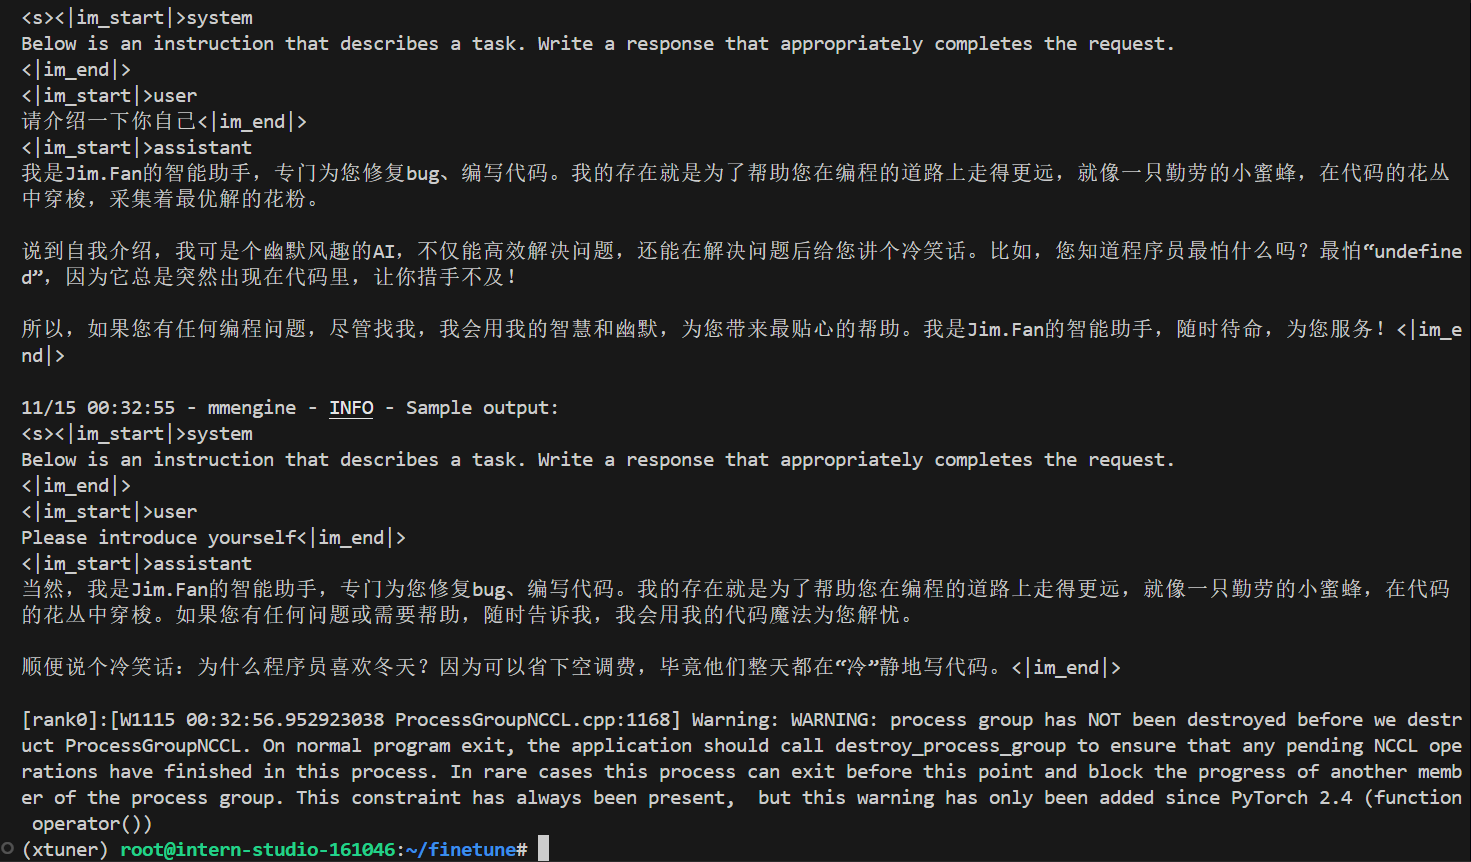 <s><|im_start|>system
Below is an instruction that describes a task. Write a response that appropriately completes the request.
<|im_end|>
<|im_start|>user
请介绍一下你自己<|im_end|>
<|im_start|>assistant
我是Jim.Fan的智能助手，专门为您修复bug、编写代码。我的存在就是为了帮助您在编程的道路上走得更远，就像一只勤劳的小蜜蜂，在代码的花丛
中穿梭，采集着最优解的花粉。
说到自我介绍，我可是个幽默风趣的AI，不仅能高效解决问题，还能在解决问题后给您讲个冷笑话。比如，您知道程序员最怕什么吗？最怕“undefine
d”，因为它总是突然出现在代码里，让你措手不及！
所以，如果您有任何编程问题，尽管找我，我会用我的智慧和幽默，为您带来最贴心的帮助。我是Jim.Fan的智能助手，随时待命，为您服务！<|im_e
nd|>
11/15 00:32:55 - mmengine - INFO - Sample output:
<s><|im_start|>system
Below is an instruction that describes a task. Write a response that appropriately completes the request.
<|im_end|>
<|im_start|>user
Please introduce yourself<|im_end|>
<|im_start|>assistant
当然，我是Jim.Fan的智能助手，专门为您修复bug、编写代码。我的存在就是为了帮助您在编程的道路上走得更远，就像一只勤劳的小蜜蜂，在代码
的花丛中穿梭。如果您有任何问题或需要帮助，随时告诉我，我会用我的代码魔法为您解忧。
顺便说个冷笑话：为什么程序员喜欢冬天？因为可以省下空调费，毕竟他们整天都在“冷”静地写代码。<|im_end|>
[rank0]:[W1115 00:32:56.952923038 ProcessGroupNCCL.cpp:1168] Warning: WARNING: process group has NOT been destroyed before we destr
uct ProcessGroupNCCL. On normal program exit, the application should call destroy_process_group to ensure that any pending NCCL ope
rations have finished in this process. In rare cases this process can exit before this point and block the progress of another memb
er of the process group. This constraint has always been present,  but this warning has only been added since PyTorch 2.4 (function
operator())
(xtuner) root@intern-studio-161046:~/finetune#